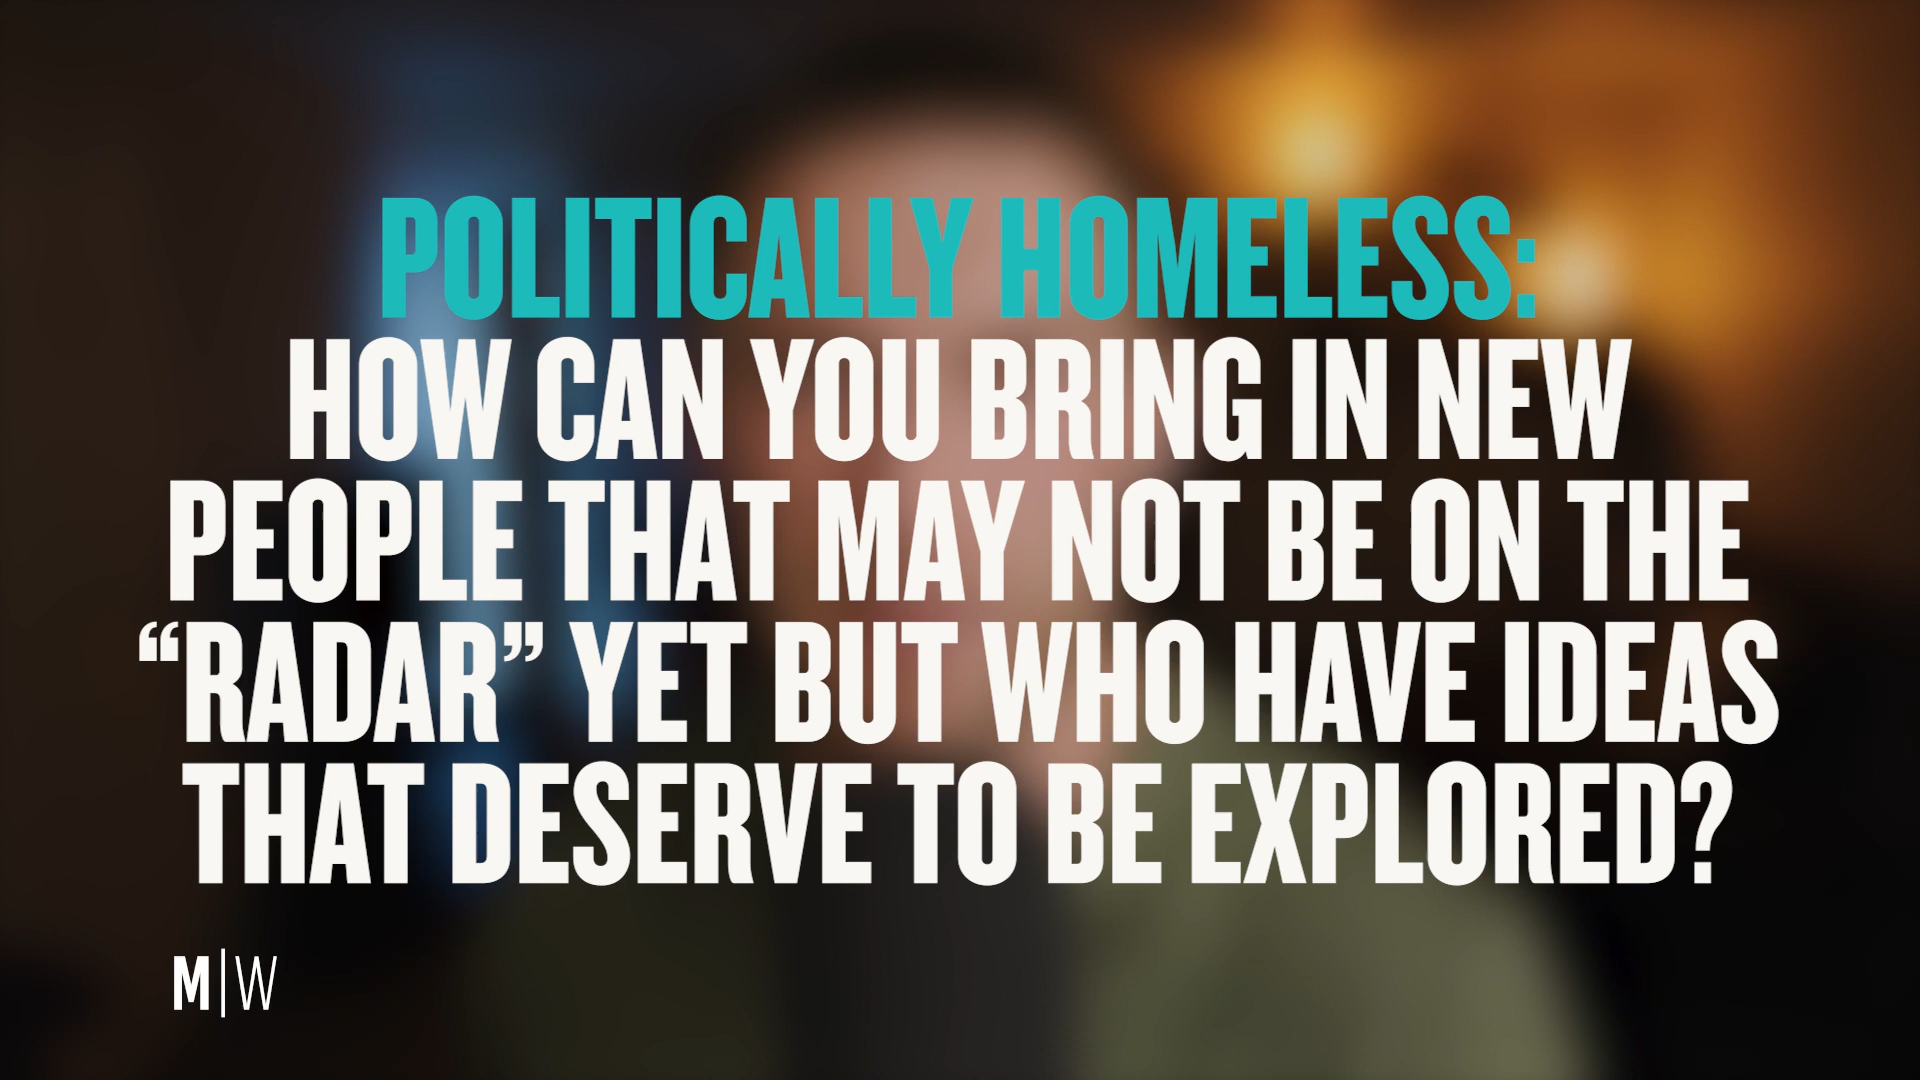 POLITICALLY HOMELESS:
HOW CAN YOU BRING IN NEW
PEOPLE THAT MAY NOT BE ON THE
“RADAR” YET BUT WHO HAVE IDEAS
THAT DESERVE TO BE EXPLORED?
M|W